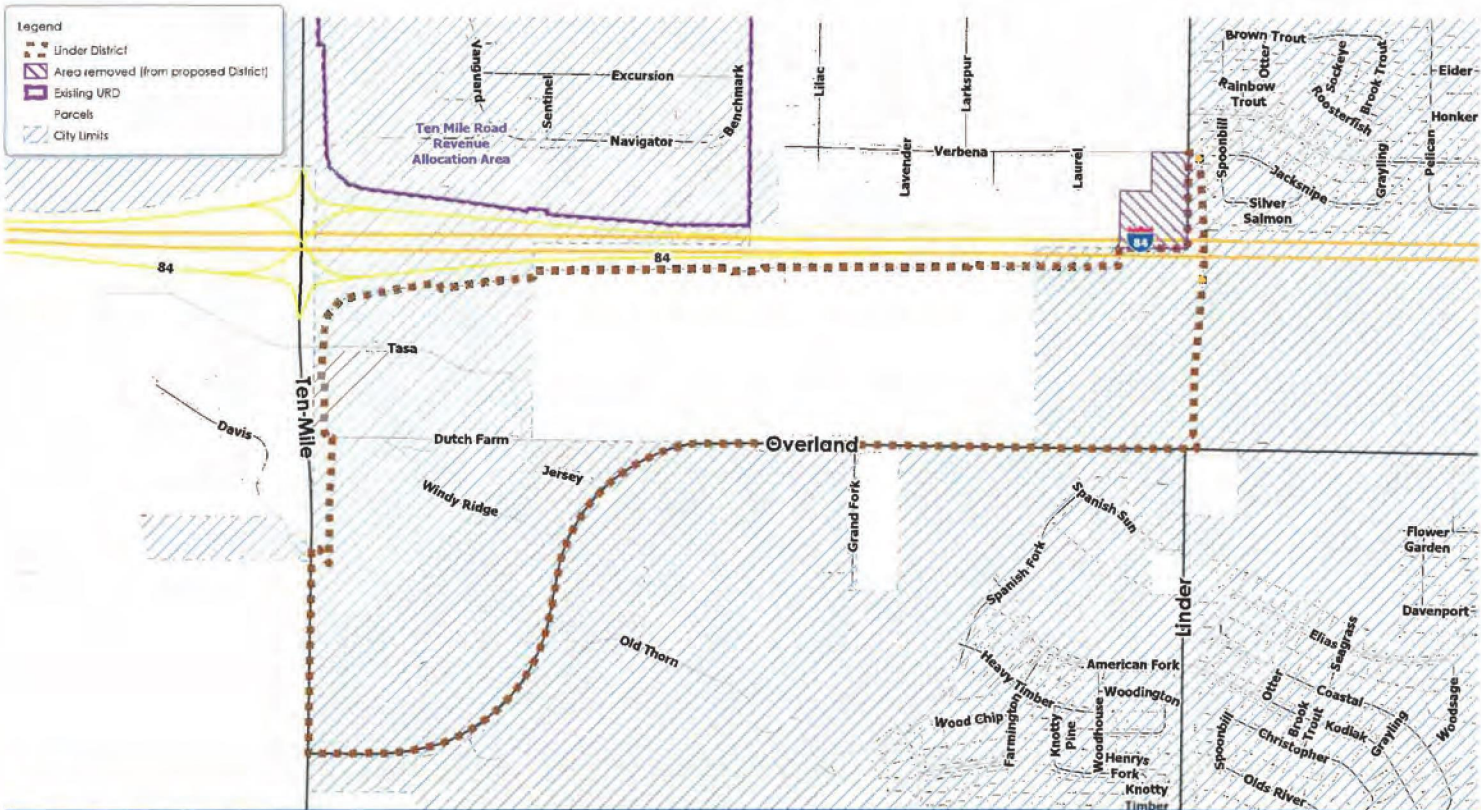 Legend
Linder District
Area removed (from proposed District)
Existing URD
Parcels
City Limits
Vanguard
Sentinel
Excursion
Benchmark
Navigator
Ten Mile Road
Revenue
Allocation Area
Lilac
Larkspur
Lavender
Verbena
Laurel
Brown Trout
Otter
Sockeye
Brook Trout
Eider
Rainbow
Trout
Roosterfish
Honker
Spoonbill
Grayling
Pelican
Jacksnipe
Silver
Salmon
84
84
84
Tasa
Ten-Mile
Davis
Dutch Farm
Overland
Jersey
Windy Ridge
Grand Fork
Spanish Sun
Spanish Fork
Linder
Flower
Garden
Davenport
Old Thorn
Elias
Seagrass
Heavy Timber
American Fork
Woodington
Otter
Coastal
Wood Chip
Farmington
Knotty
Pine
Woodhouse
Brook
Trout
Kodiak
Grayling
Woodsage
Spoonbill
Christopher
Henrys
Fork
Knotty
Timber
Olds River